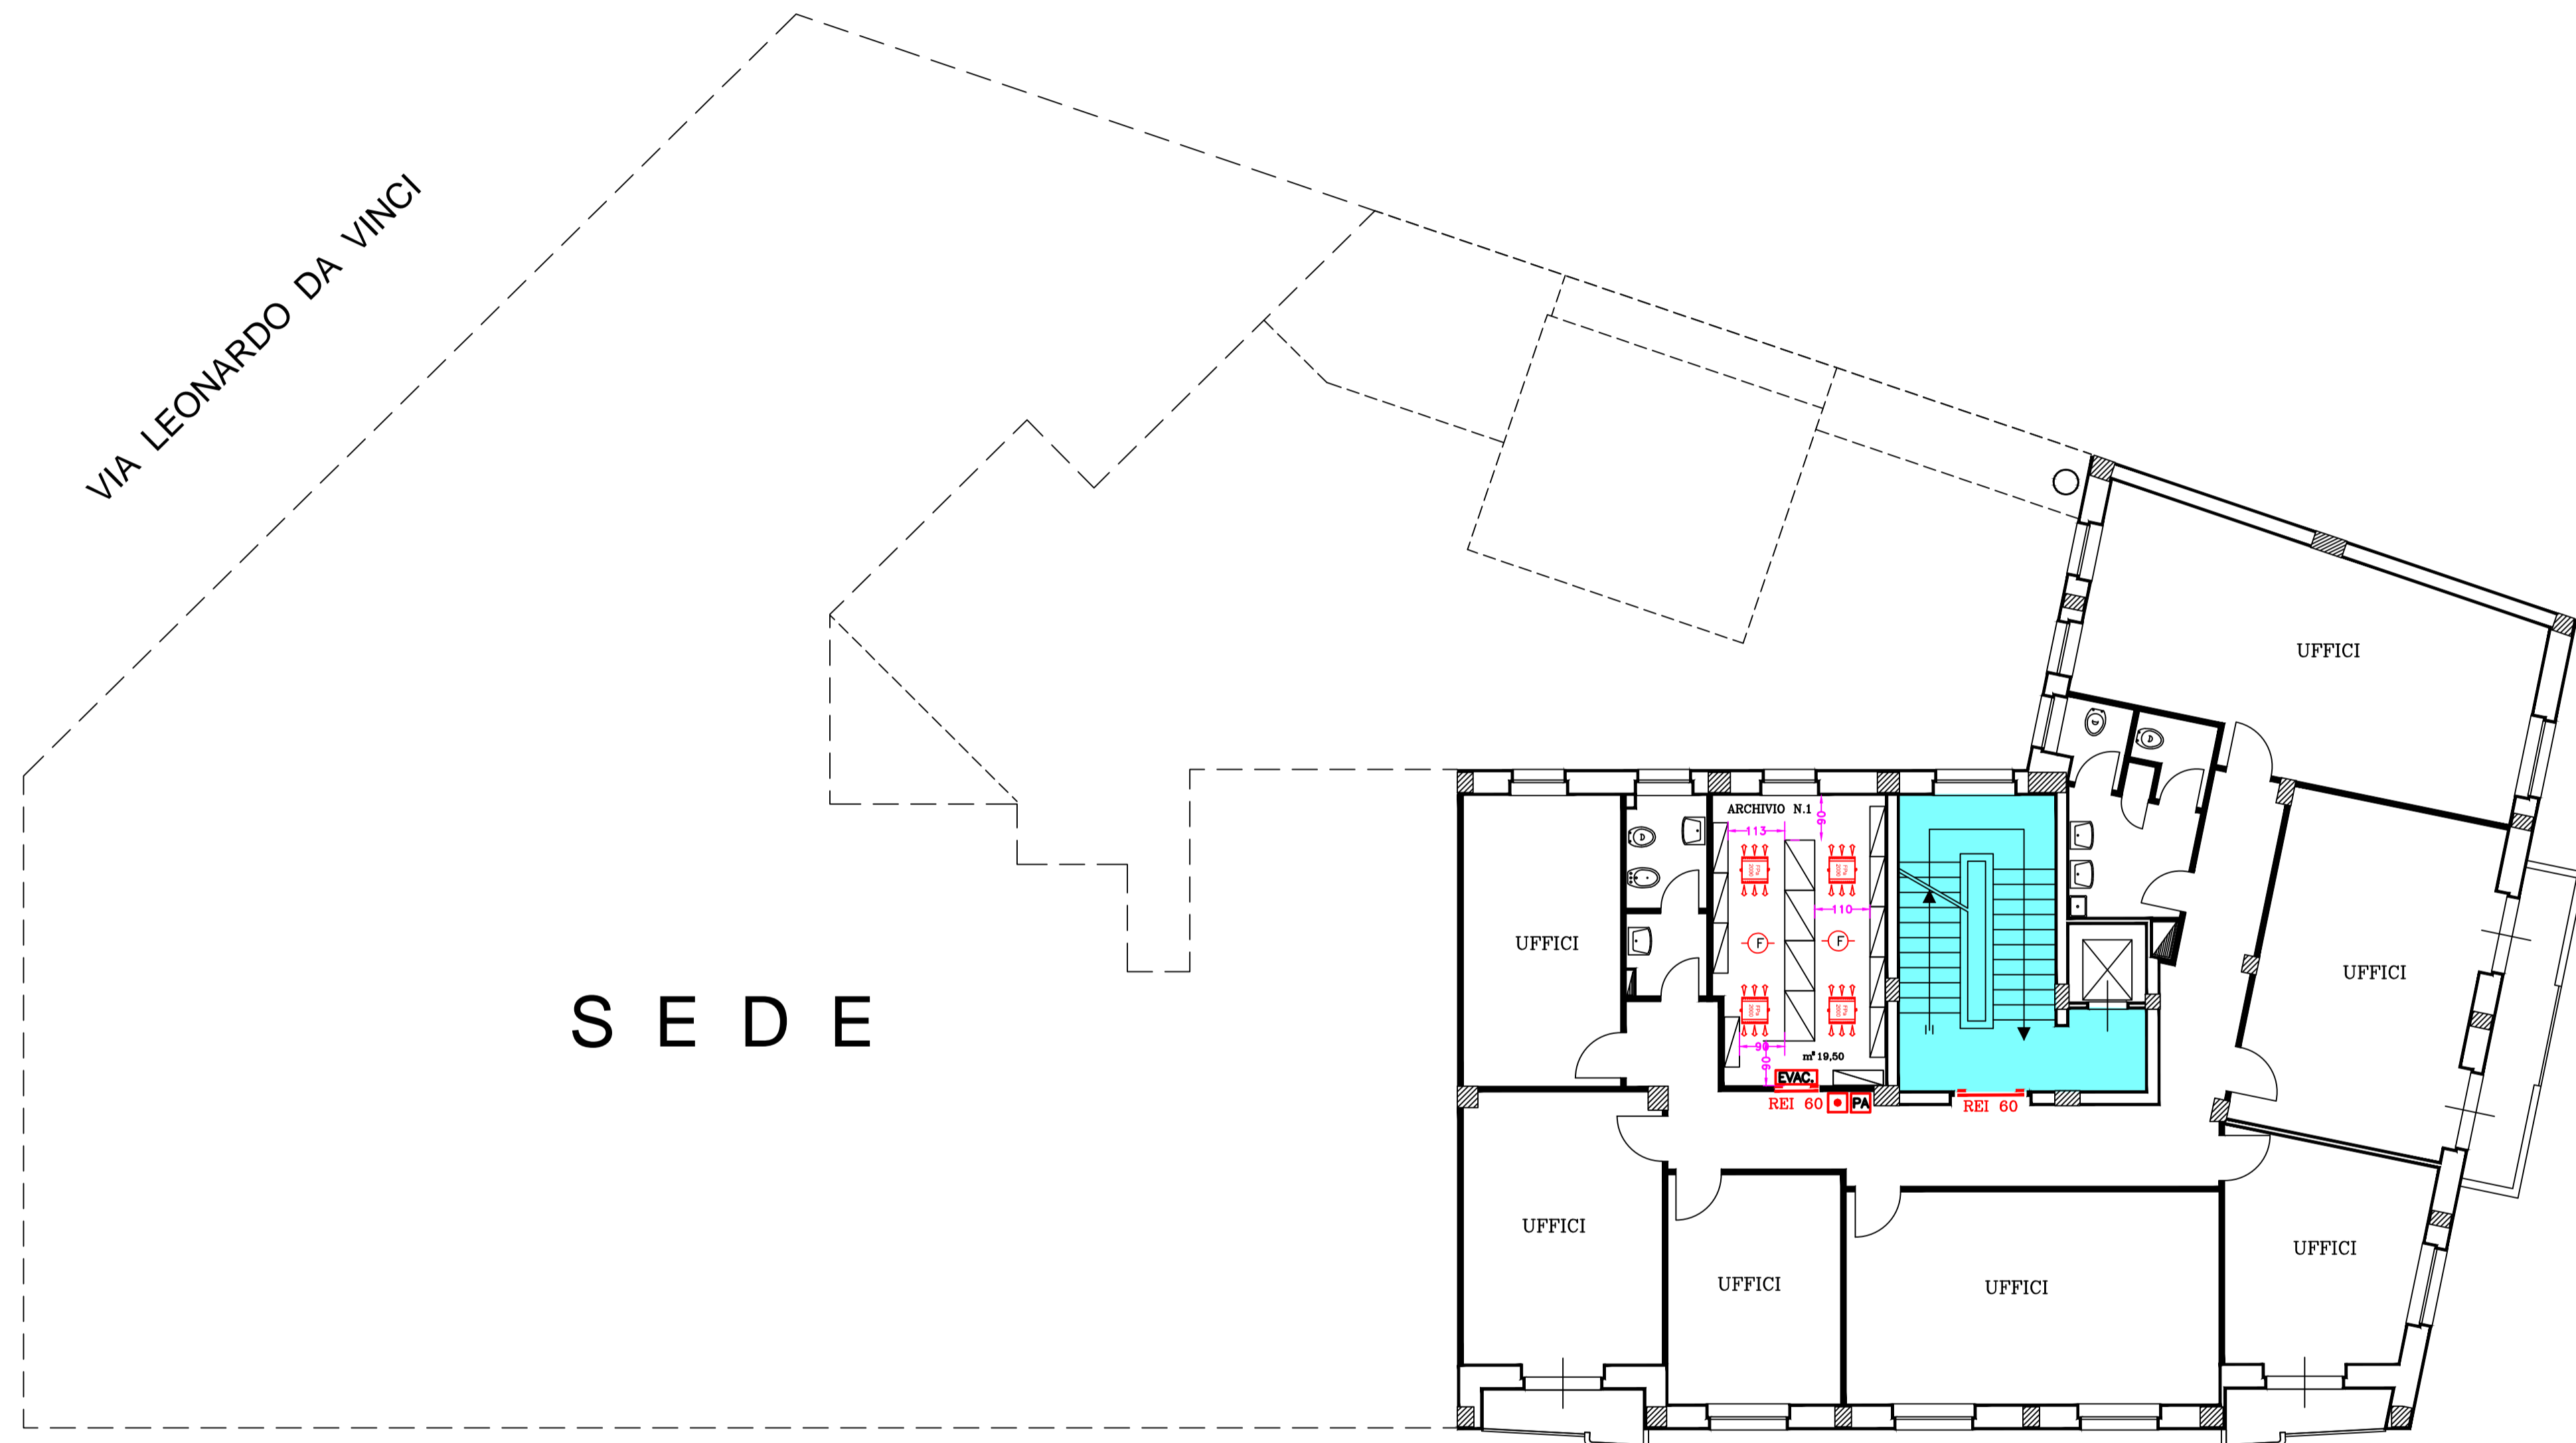 VIA LEONARDO DA VINCI
UFFICI
ARCHIVIO N.1
90
113
110
F
F
UFFICI
UFFICI
S E D E
90
90
m² 19,50
EVAC.
REI 60
PA
REI 60
UFFICI
UFFICI
UFFICI
UFFICI